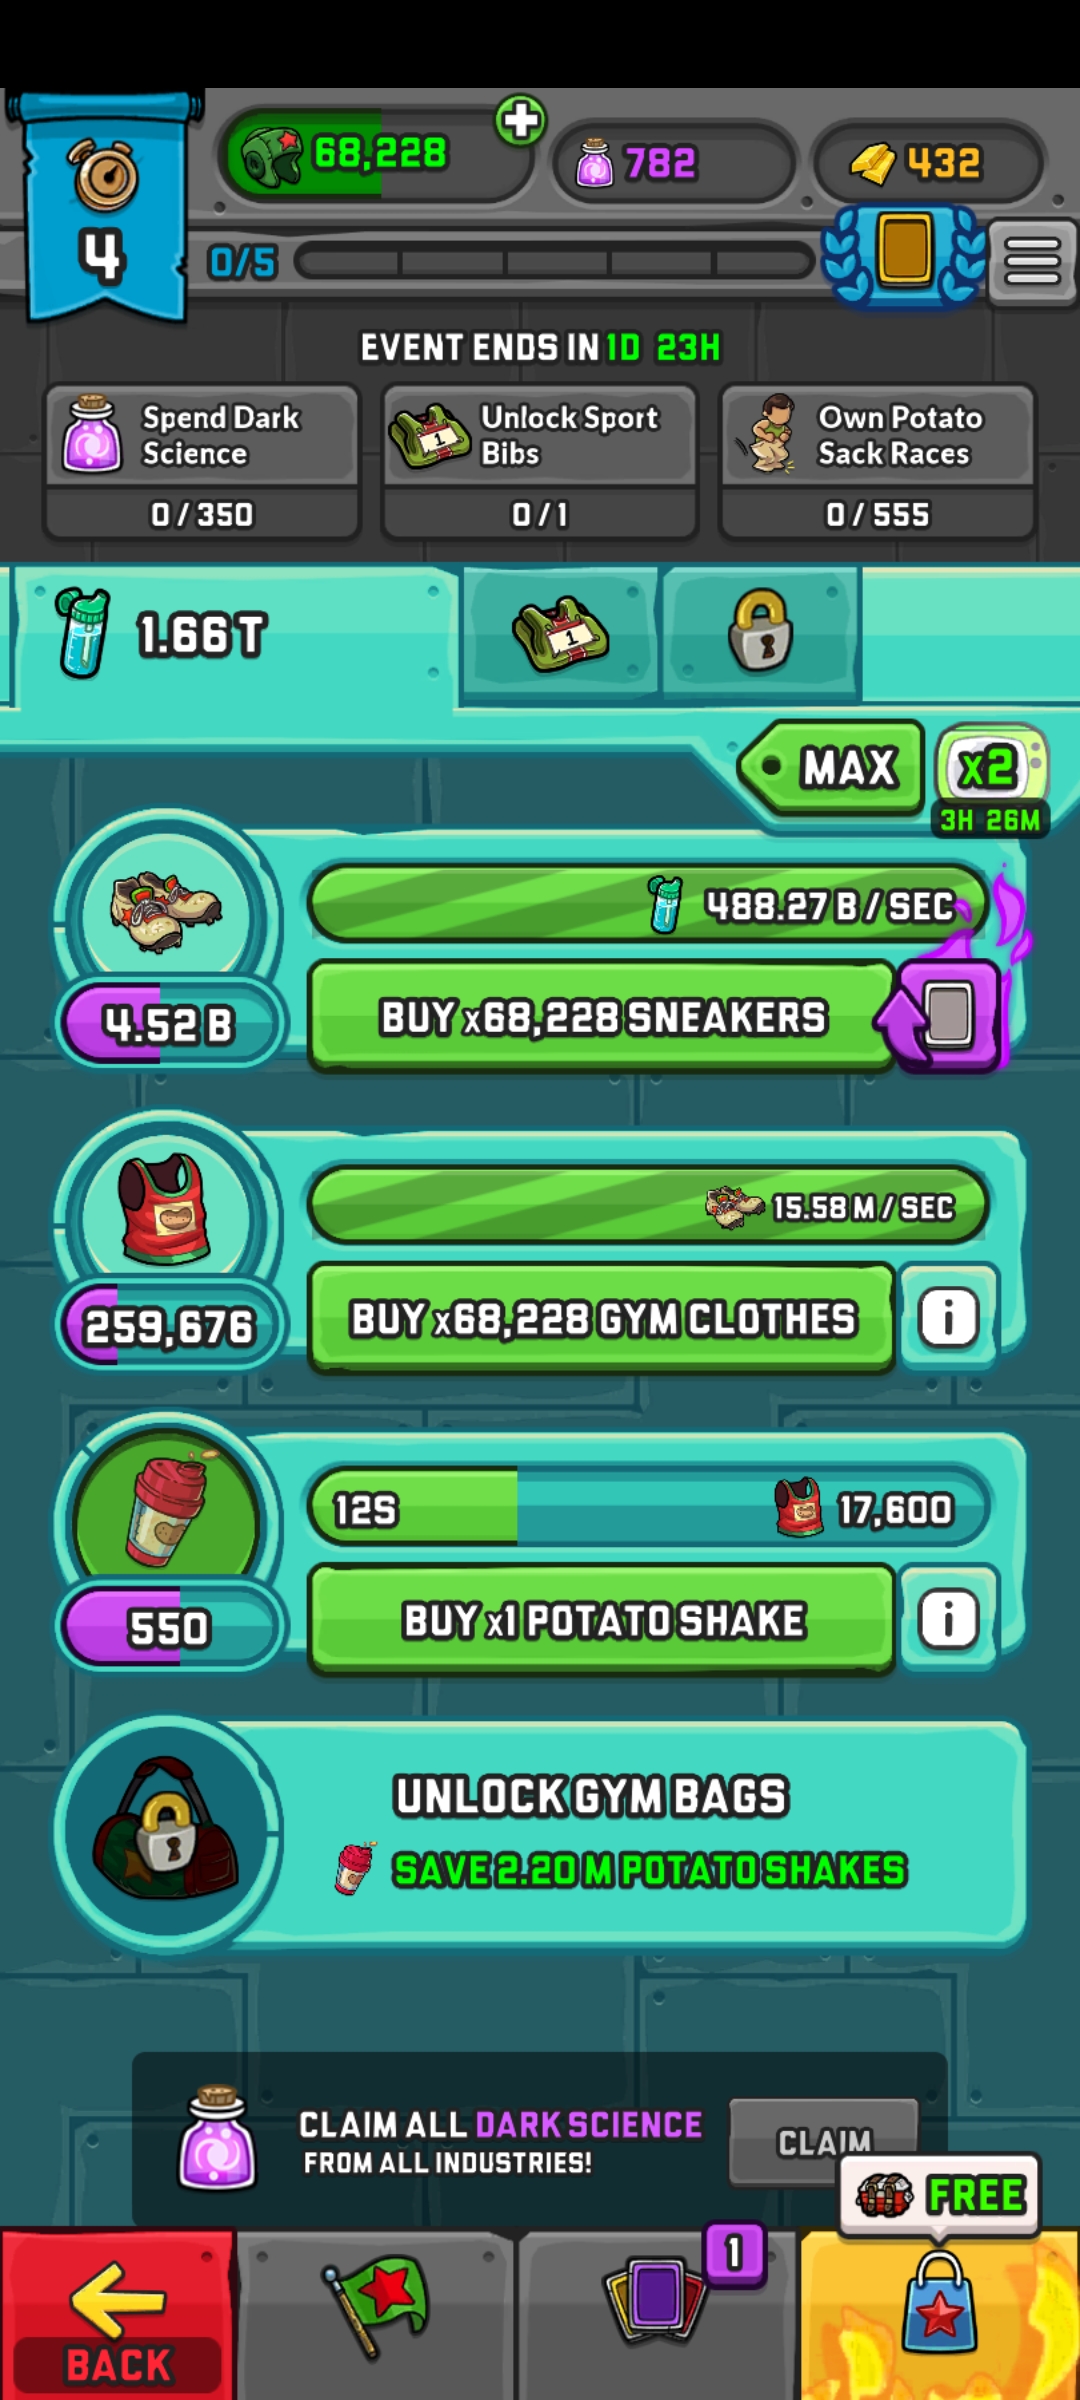 68,228
782
432
4
0/5
EVENT ENDS IN 1D 23H
Spend Dark
Science
0 / 350
Unlock Sport
Bibs
0 / 1
Own Potato
Sack Races
0 / 555
1.66 T
1
MAX
x2
3H 26M
488.27 B / SEC
4.52 B
BUY x68,228 SNEAKERS
15.58 M / SEC
259,676
BUY x68,228 GYM CLOTHES
i
12S
17,600
550
BUY x1 POTATO SHAKE
i
UNLOCK GYM BAGS
SAVE 2.20 M POTATO SHAKES
CLAIM ALL DARK SCIENCE
FROM ALL INDUSTRIES!
CLAIM
FREE
1
BACK